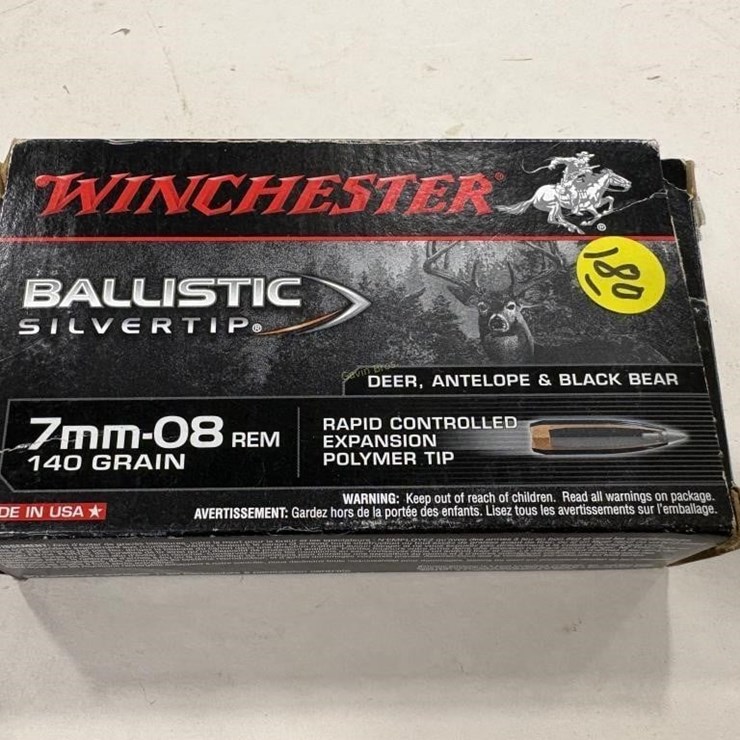 WINCHESTER®
180
BALLISTIC
SILVERTIP®
Gavin Bros
DEER, ANTELOPE & BLACK BEAR
7mm-08 REM
140 GRAIN
RAPID CONTROLLED
EXPANSION
POLYMER TIP
DE IN USA
WARNING: Keep out of reach of children. Read all warnings on package.
AVERTISSEMENT: Gardez hors de la portée des enfants. Lisez tous les avertissements sur l'emballage.